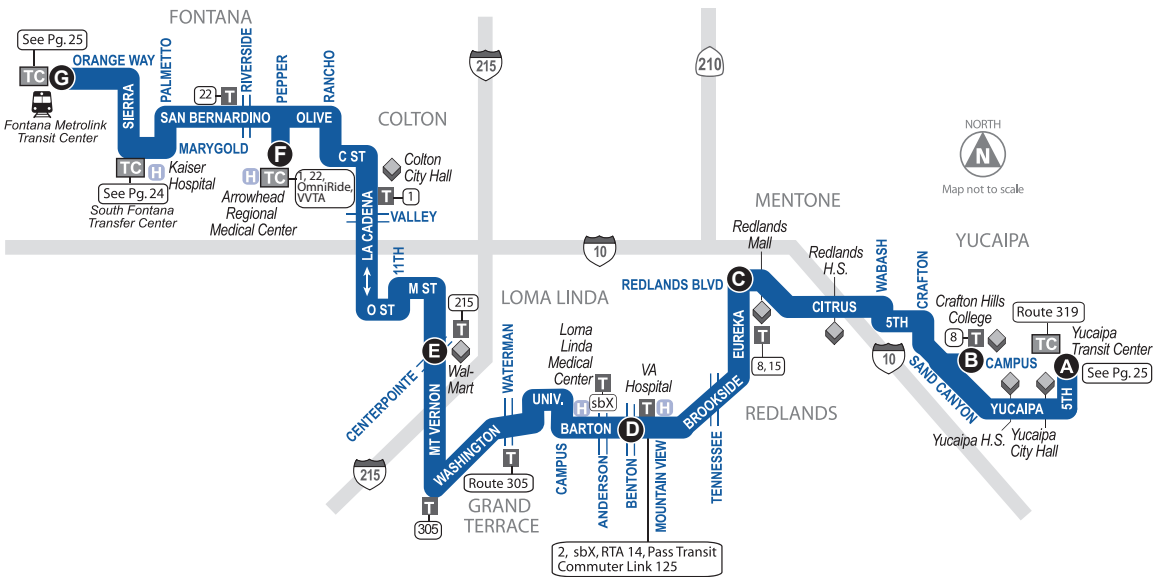 FONTANA
See Pg. 25
TC
G
ORANGE WAY
Fontana Metrolink
Transit Center
SIERRA
PALMETTO
22
T
RIVERSIDE
PEPPER
RANCHO
SAN BERNARDINO
OLIVE
MARYGOLD
TC
H
Kaiser
Hospital
See Pg. 24
South Fontana
Transfer Center
F
H
TC
1, 22,
OmniRide,
VVTA
Arrowhead
Regional
Medical Center
COLTON
C ST
Colton
City Hall
T
1
LA CADENA
VALLEY
215
210
10
NORTH
N
Map not to scale
11TH
M ST
O ST
215
T
E
Wal-
Mart
CENTERPOINTE
MT VERNON
215
T
305
LOMA LINDA
WATERMAN
WASHINGTON
T
Route 305
GRAND
TERRACE
UNIV.
Loma
Linda
Medical
Center
T
sbX
H
BARTON
CAMPUS
ANDERSON
BENTON
MOUNTAIN VIEW
D
VA
Hospital
T
H
2, sbX, RTA 14, Pass Transit
Commuter Link 125
BROOKSIDE
TENNESSEE
EUREKA
REDLANDS BLVD
C
MENTONE
Redlands
Mall
T
8, 15
REDLANDS
Redlands
H.S.
CITRUS
WABASH
5TH
CRAFTON
10
SAND CANYON
YUCAIPA
Crafton Hills
College
8
T
B
CAMPUS
Route 319
TC
Yucaipa
Transit Center
A
See Pg. 25
5TH
YUCAIPA
Yucaipa H.S.
Yucaipa
City Hall